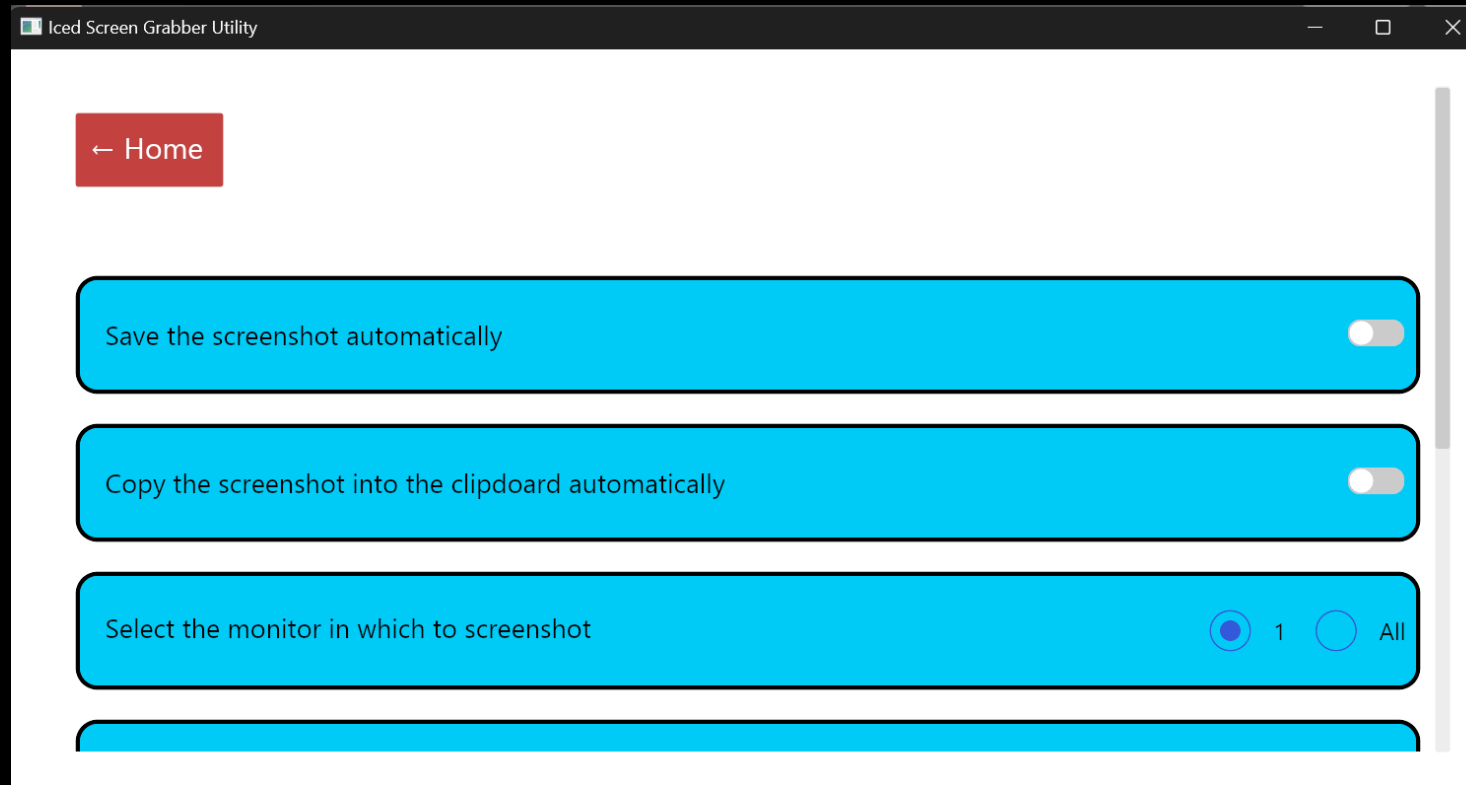 Iced Screen Grabber Utility
← Home
Save the screenshot automatically
Copy the screenshot into the clipdoard automatically
Select the monitor in which to screenshot 1 All